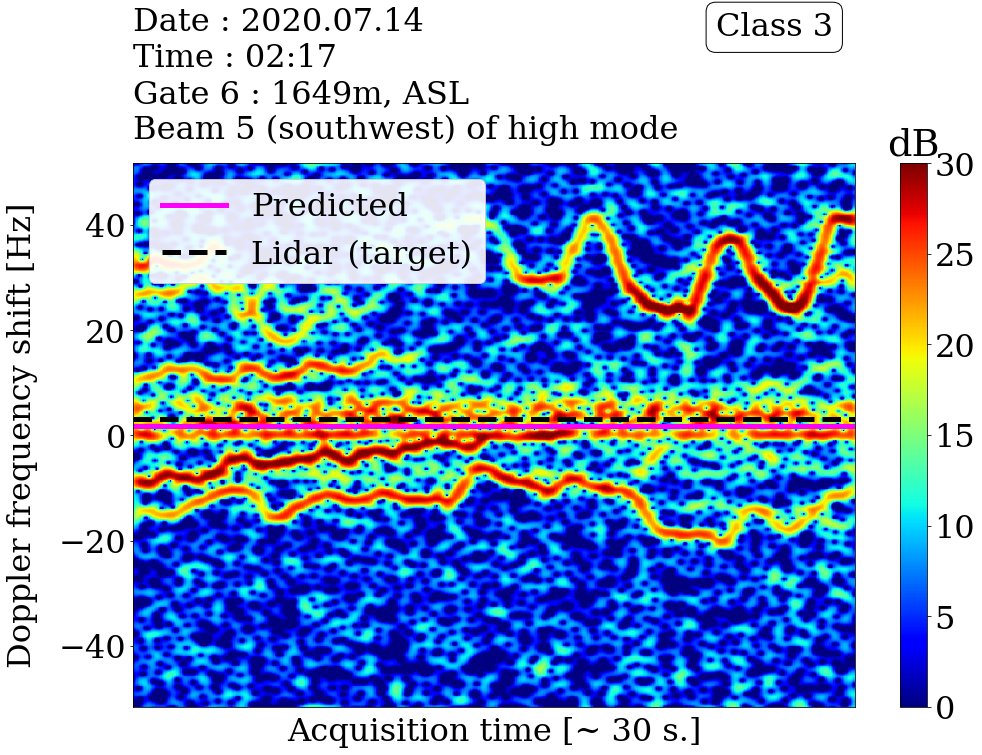 Date : 2020.07.14
Time : 02:17
Gate 6 : 1649m, ASL
Beam 5 (southwest) of high mode
Class 3
dB
Predicted
Lidar (target)
Doppler frequency shift [Hz]
40
20
0
−20
−40
30
25
20
15
10
5
0
Acquisition time [~ 30 s.]